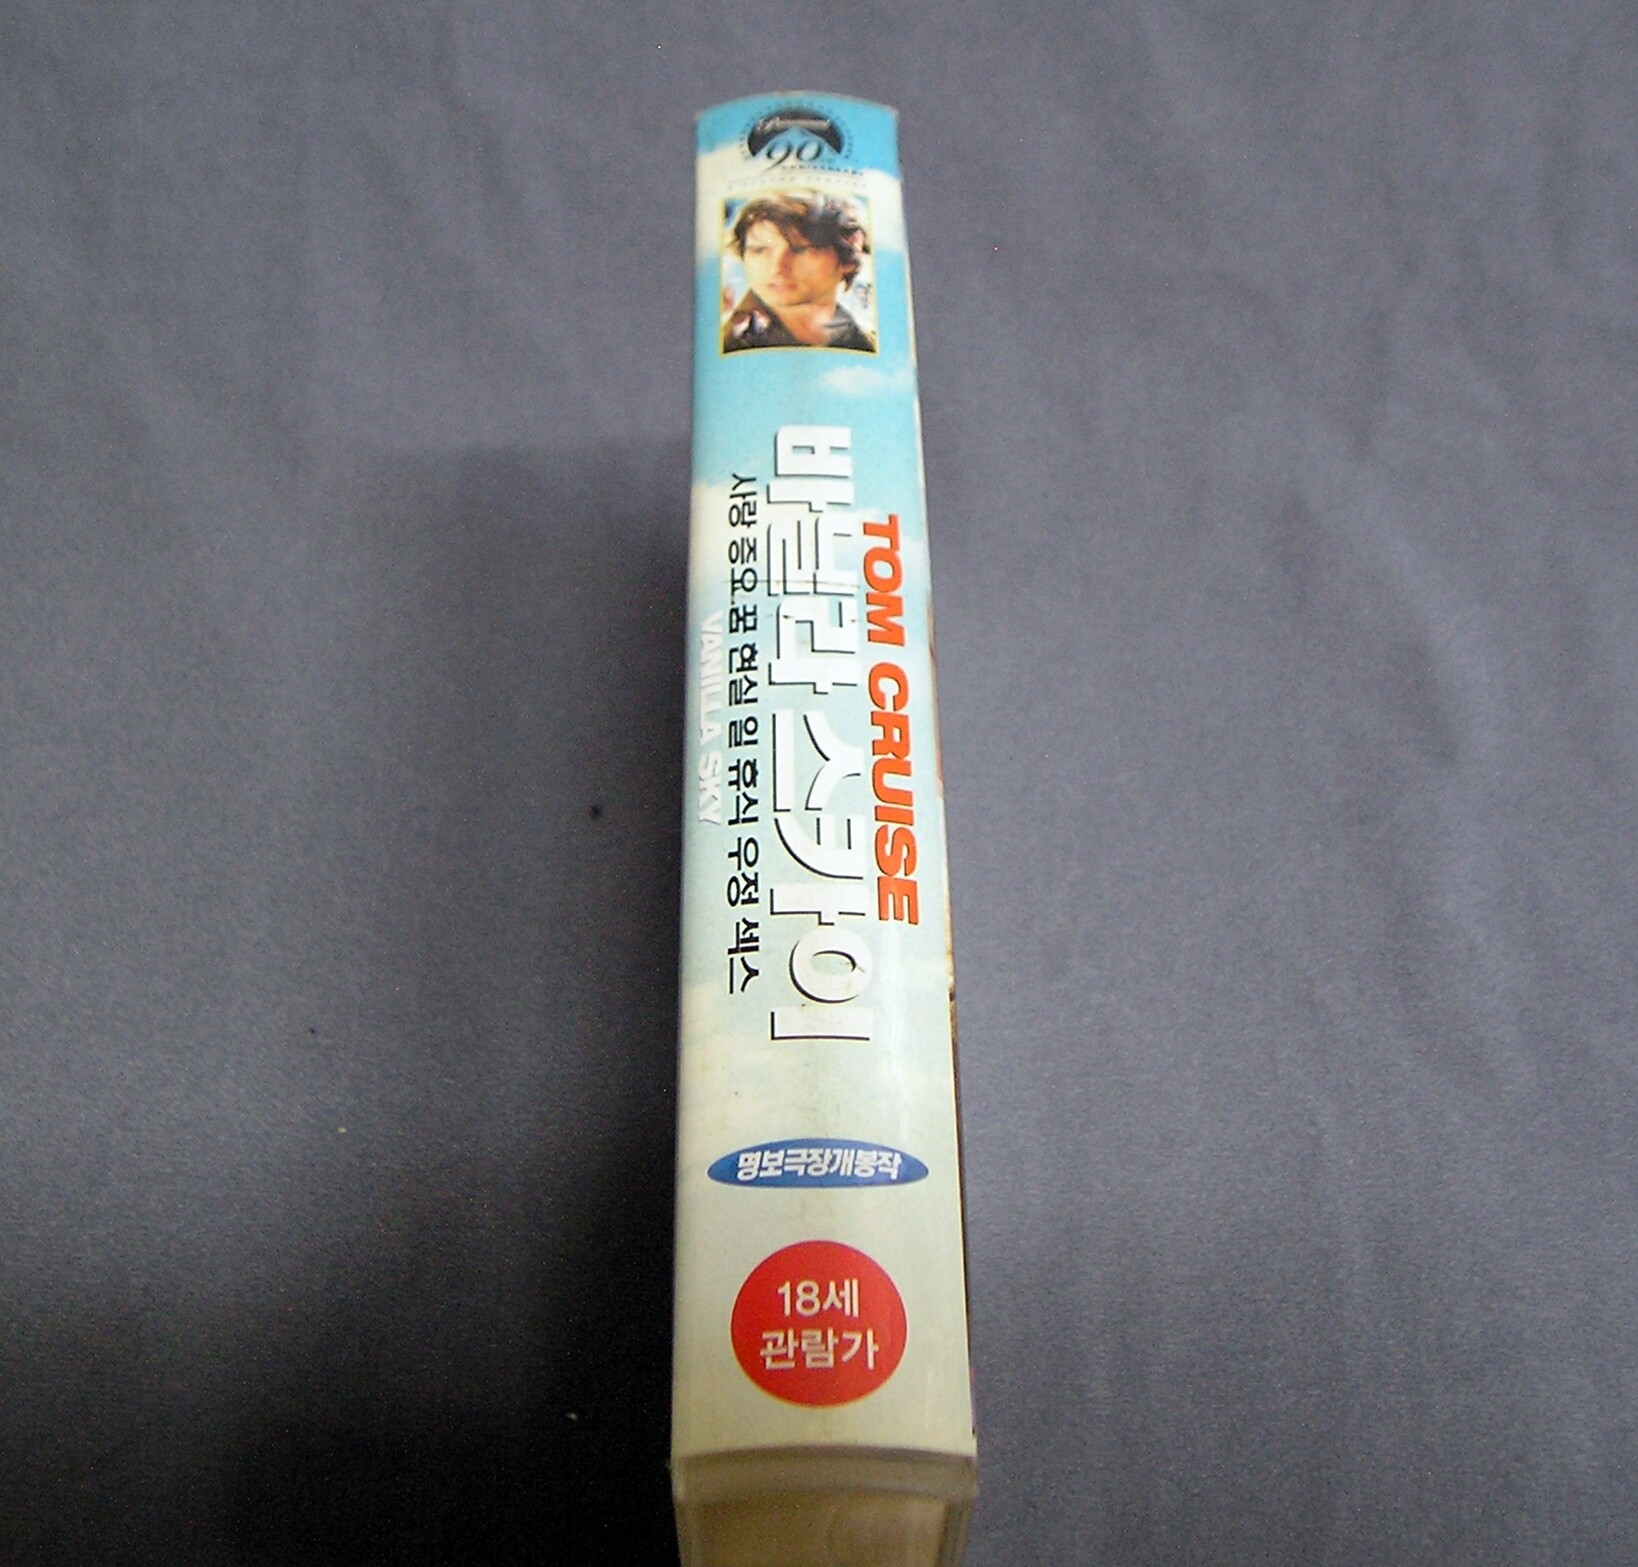 Paramount
90
ANNIVERSARY
TOM CRUISE
바닐라 스카이
사랑 증오 꿈 현실 일 휴식 우정 섹스
VANILLA SKY
명보극장개봉작
18세
관람가